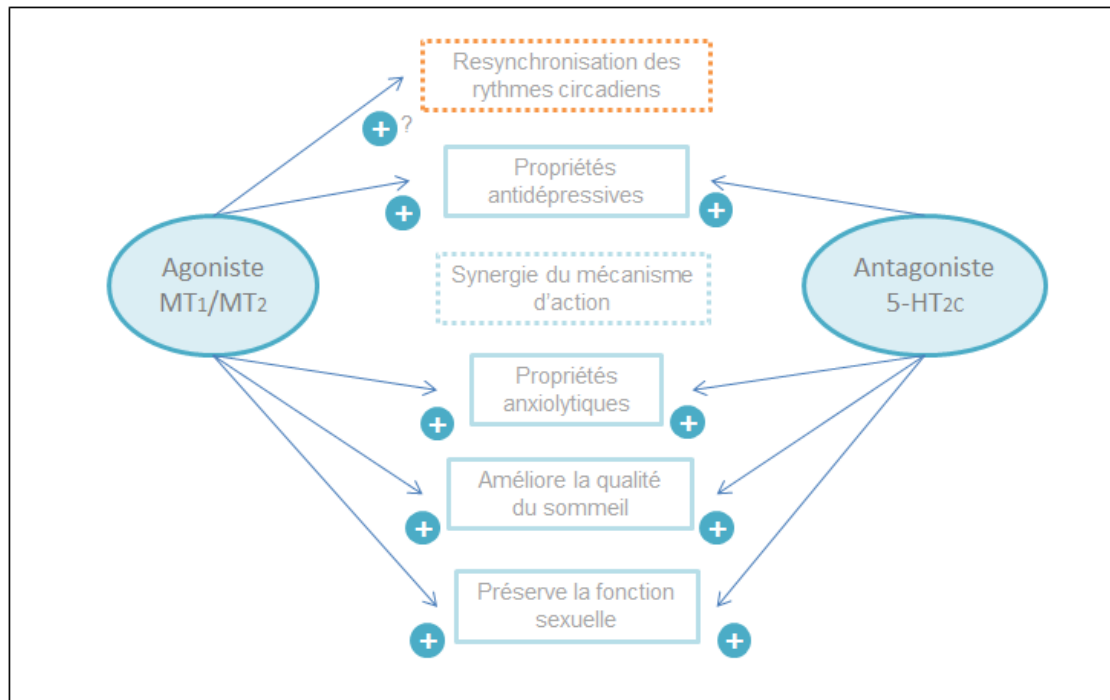 Resynchronisation des
rythmes circadiens
+ ?
Propriétés
antidépressives
+
+
Agoniste
MT1/MT2
Synergie du mécanisme
d'action
Antagoniste
5-HT2C
Propriétés
anxiolytiques
+
+
Améliore la qualité
du sommeil
+
+
Préserve la fonction
sexuelle
+
+